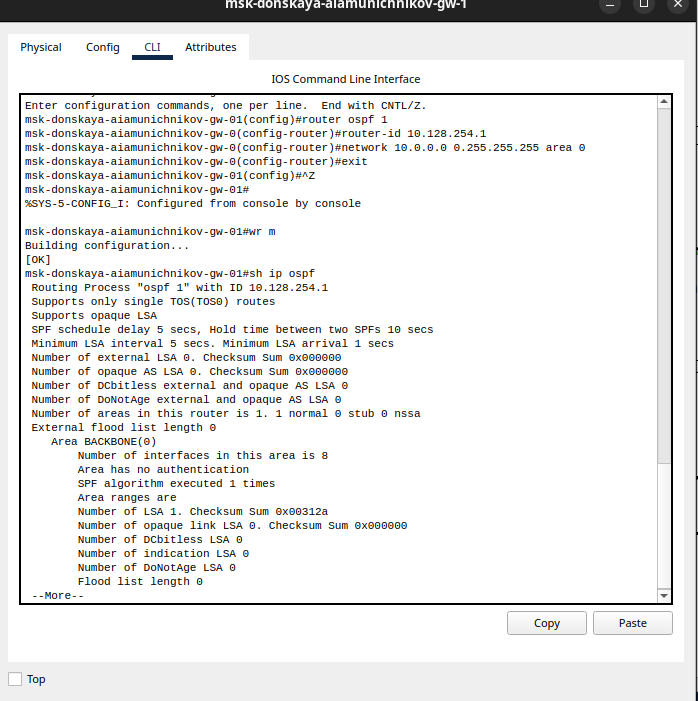 msk-donskaya-aiamunichnikov-gw-1
Physical Config CLI Attributes
IOS Command Line Interface
Enter configuration commands, one per line.  End with CNTL/Z.
msk-donskaya-aiamunichnikov-gw-01(config)#router ospf 1
msk-donskaya-aiamunichnikov-gw-0(config-router)#router-id 10.128.254.1
msk-donskaya-aiamunichnikov-gw-0(config-router)#network 10.0.0.0 0.255.255.255 area 0
msk-donskaya-aiamunichnikov-gw-0(config-router)#exit
msk-donskaya-aiamunichnikov-gw-01(config)#^Z
msk-donskaya-aiamunichnikov-gw-01#
%SYS-5-CONFIG_I: Configured from console by console
msk-donskaya-aiamunichnikov-gw-01#wr m
Building configuration...
[OK]
msk-donskaya-aiamunichnikov-gw-01#sh ip ospf
Routing Process "ospf 1" with ID 10.128.254.1
Supports only single TOS(TOS0) routes
Supports opaque LSA
SPF schedule delay 5 secs, Hold time between two SPFs 10 secs
Minimum LSA interval 5 secs. Minimum LSA arrival 1 secs
Number of external LSA 0. Checksum Sum 0x000000
Number of opaque AS LSA 0. Checksum Sum 0x000000
Number of DCbitless external and opaque AS LSA 0
Number of DoNotAge external and opaque AS LSA 0
Number of areas in this router is 1. 1 normal 0 stub 0 nssa
External flood list length 0
Area BACKBONE(0)
Number of interfaces in this area is 8
Area has no authentication
SPF algorithm executed 1 times
Area ranges are
Number of LSA 1. Checksum Sum 0x00312a
Number of opaque link LSA 0. Checksum Sum 0x000000
Number of DCbitless LSA 0
Number of indication LSA 0
Number of DoNotAge LSA 0
Flood list length 0
--More--
Copy Paste
Top